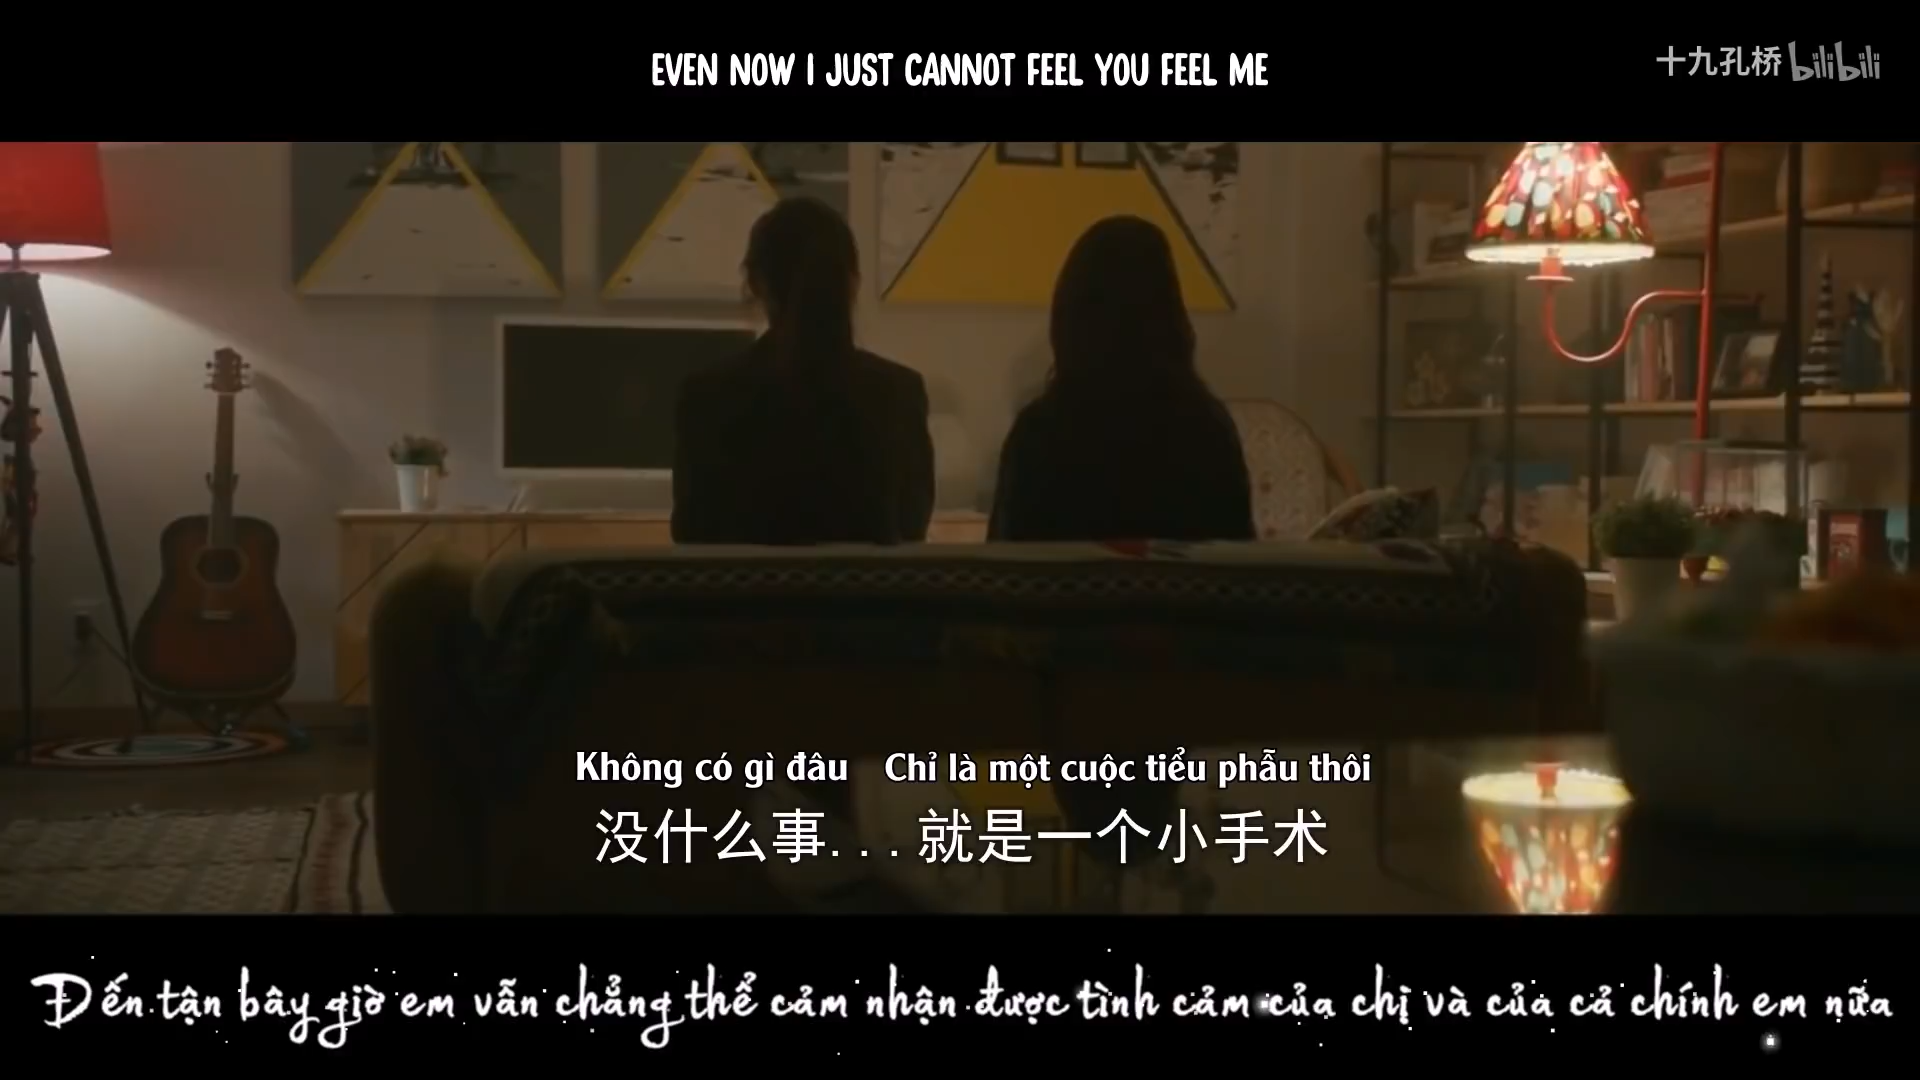 EVEN NOW I JUST CANNOT FEEL YOU FEEL ME
十九孔桥 bilibili
Không có gì đâu Chỉ là một cuộc tiểu phẫu thôi
没什么事...就是一个小手术
Đến tận bây giờ em vẫn chẳng thể cảm nhận được tình cảm của chị và của cả chính em nữa